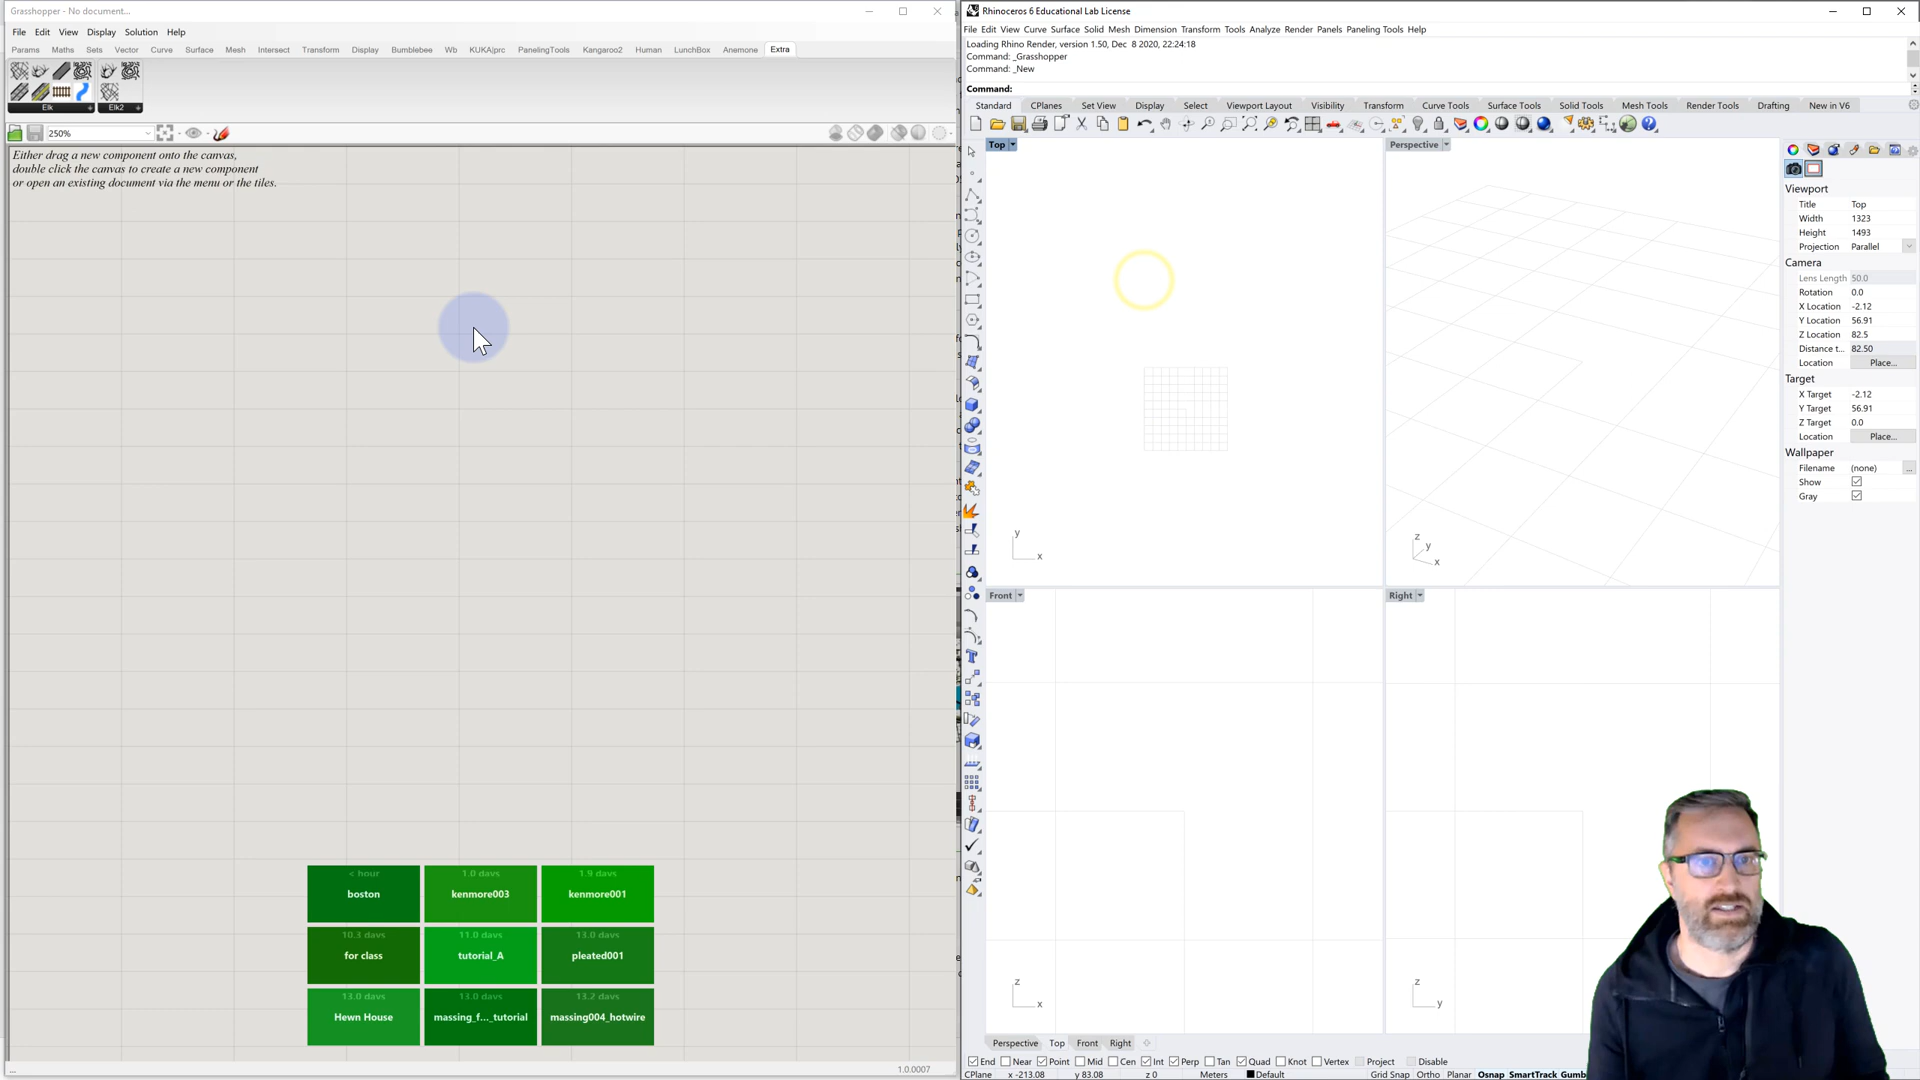 Grasshopper - No document...
File Edit View Display Solution Help
Params Maths Sets Vector Curve Surface Mesh Intersect Transform Display Bumblebee Wb KUKA|prc PanelingTools Kangaroo2 Human LunchBox Anemone Extra
Elk Elk2
250%
Either drag a new component onto the canvas,
double click the canvas to create a new component
or open an existing document via the menu or the tiles.
< hour 1.0 days 1.9 days
boston kenmore003 kenmore001
10.3 days 11.0 days 13.0 days
for class tutorial_A pleated001
13.0 days 13.0 days 13.2 days
Hewn House massing_f..._tutorial massing004_hotwire
... 1.0.0007
Rhinoceros 6 Educational Lab License
File Edit View Curve Surface Solid Mesh Dimension Transform Tools Analyze Render Panels Paneling Tools Help
Loading Rhino Render, version 1.50, Dec 8 2020, 22:24:18
Command: _Grasshopper
Command: _New
Command:
Standard CPlanes Set View Display Select Viewport Layout Visibility Transform Curve Tools Surface Tools Solid Tools Mesh Tools Render Tools Drafting New in V6
Top
y
x
Perspective
z
y
x
Front
z
x
Right
z
y
Viewport
Title Top
Width 1323
Height 1493
Projection Parallel
Camera
Lens Length 50.0
Rotation 0.0
X Location -2.12
Y Location 56.91
Z Location 82.5
Distance t... 82.50
Location Place...
Target
X Target -2.12
Y Target 56.91
Z Target 0.0
Location Place...
Wallpaper
Filename (none) ...
Show
Gray
Perspective Top Front Right
End Near Point Mid Cen Int Perp Tan Quad Knot Vertex Project Disable
CPlane x -213.08 y 83.08 z 0 Meters Default Grid Snap Ortho Planar Osnap SmartTrack Gumb